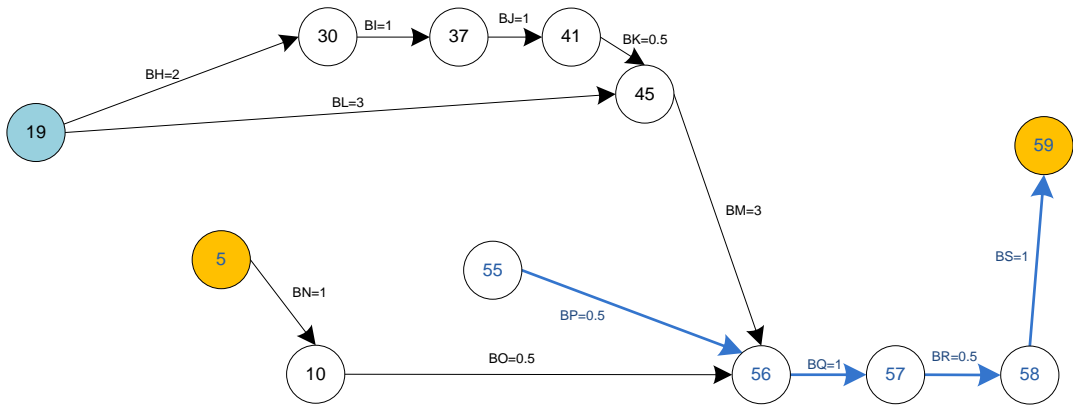 30
BI=1
37
BJ=1
41
BK=0.5
BH=2
45
BL=3
19
59
BM=3
5
55
BS=1
BN=1
BP=0.5
BO=0.5
10
56
BQ=1
57
BR=0.5
58